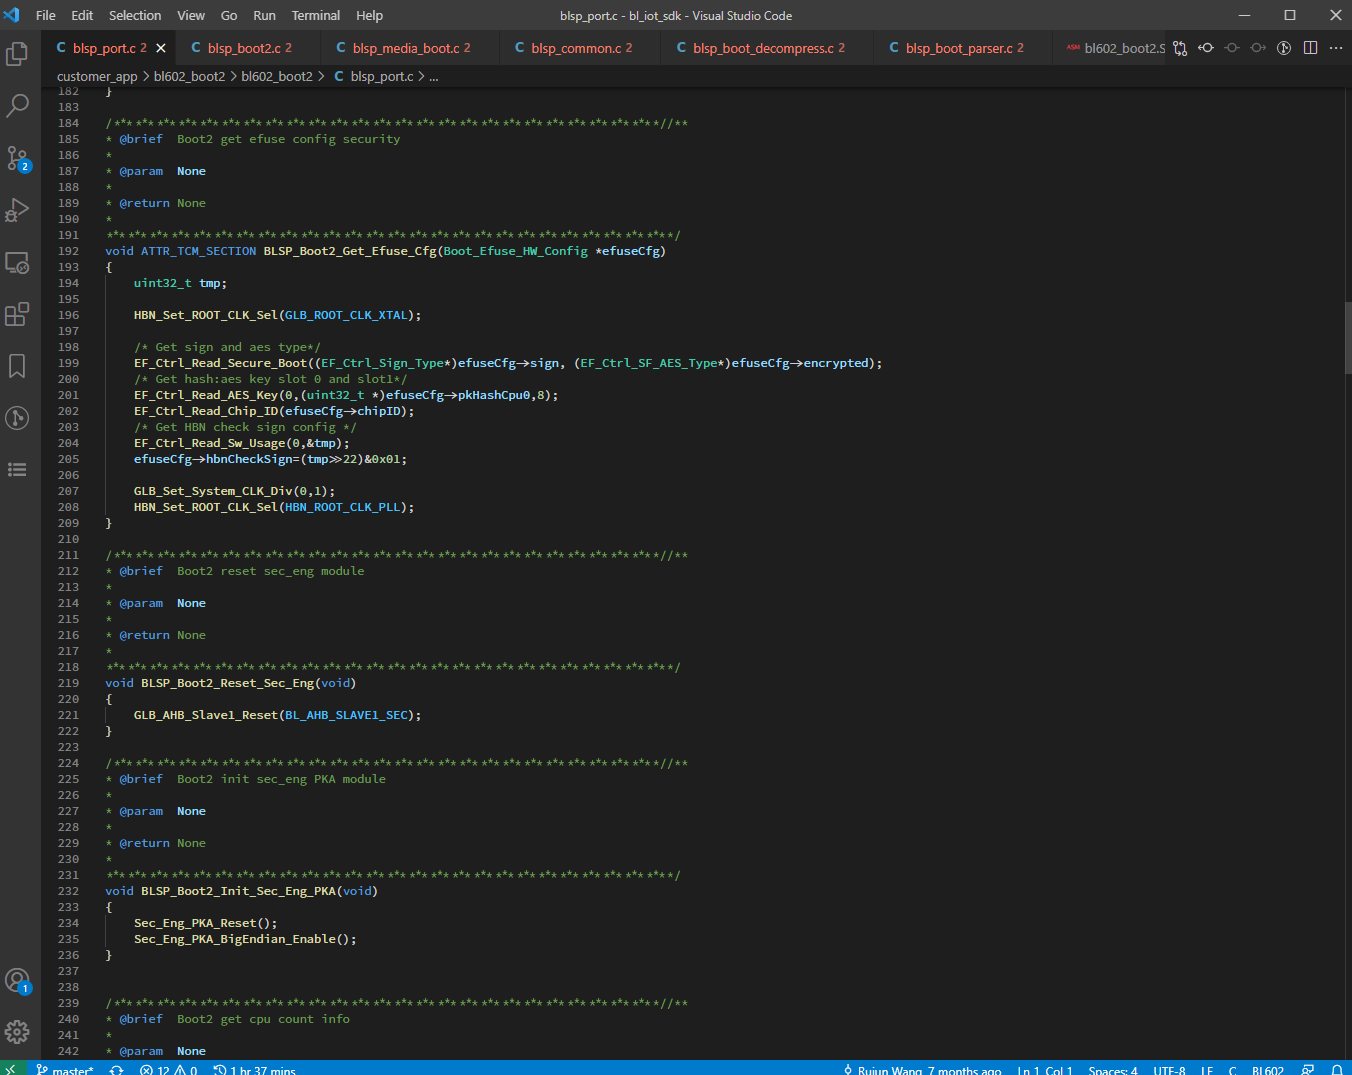 File Edit Selection View Go Run Terminal Help blsp_port.c - bl_iot_sdk - Visual Studio Code
C blsp_port.c 2 C blsp_boot2.c 2 C blsp_media_boot.c 2 C blsp_common.c 2 C blsp_boot_decompress.c 2 C blsp_boot_parser.c 2 ASM bl602_boot2.S
customer_app > bl602_boot2 > bl602_boot2 > C blsp_port.c > ...
182 }
183
184 /****************************************************************************//**
185 * @brief  Boot2 get efuse config security
186 *
187 * @param  None
188 *
189 * @return None
190 *
191 *******************************************************************************/
192 void ATTR_TCM_SECTION BLSP_Boot2_Get_Efuse_Cfg(Boot_Efuse_HW_Config *efuseCfg)
193 {
194     uint32_t tmp;
195
196     HBN_Set_ROOT_CLK_Sel(GLB_ROOT_CLK_XTAL);
197
198     /* Get sign and aes type*/
199     EF_Ctrl_Read_Secure_Boot((EF_Ctrl_Sign_Type*)efuseCfg->sign, (EF_Ctrl_SF_AES_Type*)efuseCfg->encrypted);
200     /* Get hash:aes key slot 0 and slot1*/
201     EF_Ctrl_Read_AES_Key(0,(uint32_t *)efuseCfg->pkHashCpu0,8);
202     EF_Ctrl_Read_Chip_ID(efuseCfg->chipID);
203     /* Get HBN check sign config */
204     EF_Ctrl_Read_Sw_Usage(0,&tmp);
205     efuseCfg->hbnCheckSign=(tmp>>22)&0x01;
206
207     GLB_Set_System_CLK_Div(0,1);
208     HBN_Set_ROOT_CLK_Sel(HBN_ROOT_CLK_PLL);
209 }
210
211 /****************************************************************************//**
212 * @brief  Boot2 reset sec_eng module
213 *
214 * @param  None
215 *
216 * @return None
217 *
218 *******************************************************************************/
219 void BLSP_Boot2_Reset_Sec_Eng(void)
220 {
221     GLB_AHB_Slave1_Reset(BL_AHB_SLAVE1_SEC);
222 }
223
224 /****************************************************************************//**
225 * @brief  Boot2 init sec_eng PKA module
226 *
227 * @param  None
228 *
229 * @return None
230 *
231 *******************************************************************************/
232 void BLSP_Boot2_Init_Sec_Eng_PKA(void)
233 {
234     Sec_Eng_PKA_Reset();
235     Sec_Eng_PKA_BigEndian_Enable();
236 }
237
238
239 /****************************************************************************//**
240 * @brief  Boot2 get cpu count info
241 *
242 * @param  None
2
1
master* 12 0 1 hr 37 mins Ruiun Wang, 7 months ago Ln 1, Col 1 Spaces: 4 UTF-8 LF C BL602